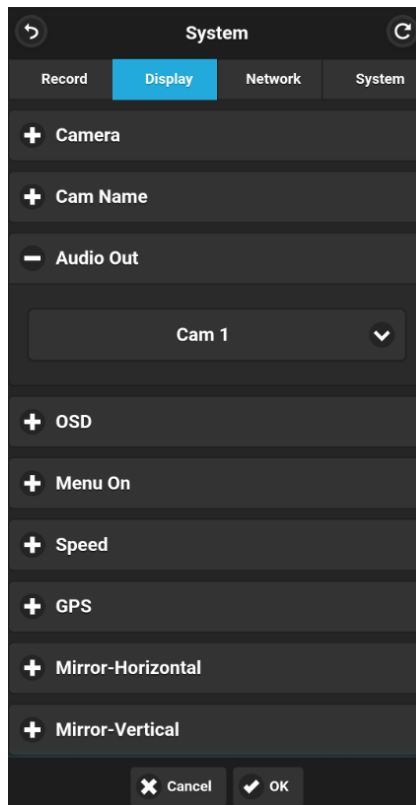 System
Record Display Network System
Camera
Cam Name
Audio Out
Cam 1
OSD
Menu On
Speed
GPS
Mirror-Horizontal
Mirror-Vertical
Cancel OK